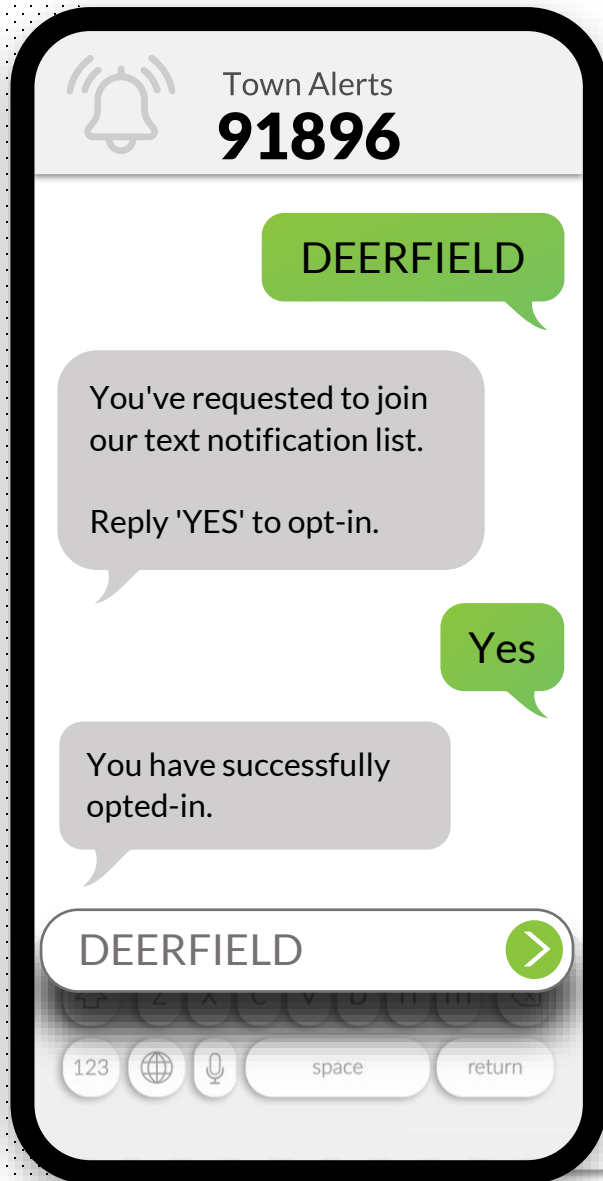 Town Alerts
91896
DEERFIELD
You've requested to join
our text notification list.
Reply 'YES' to opt-in.
Yes
You have successfully
opted-in.
DEERFIELD
z x c v b n m
123 space return